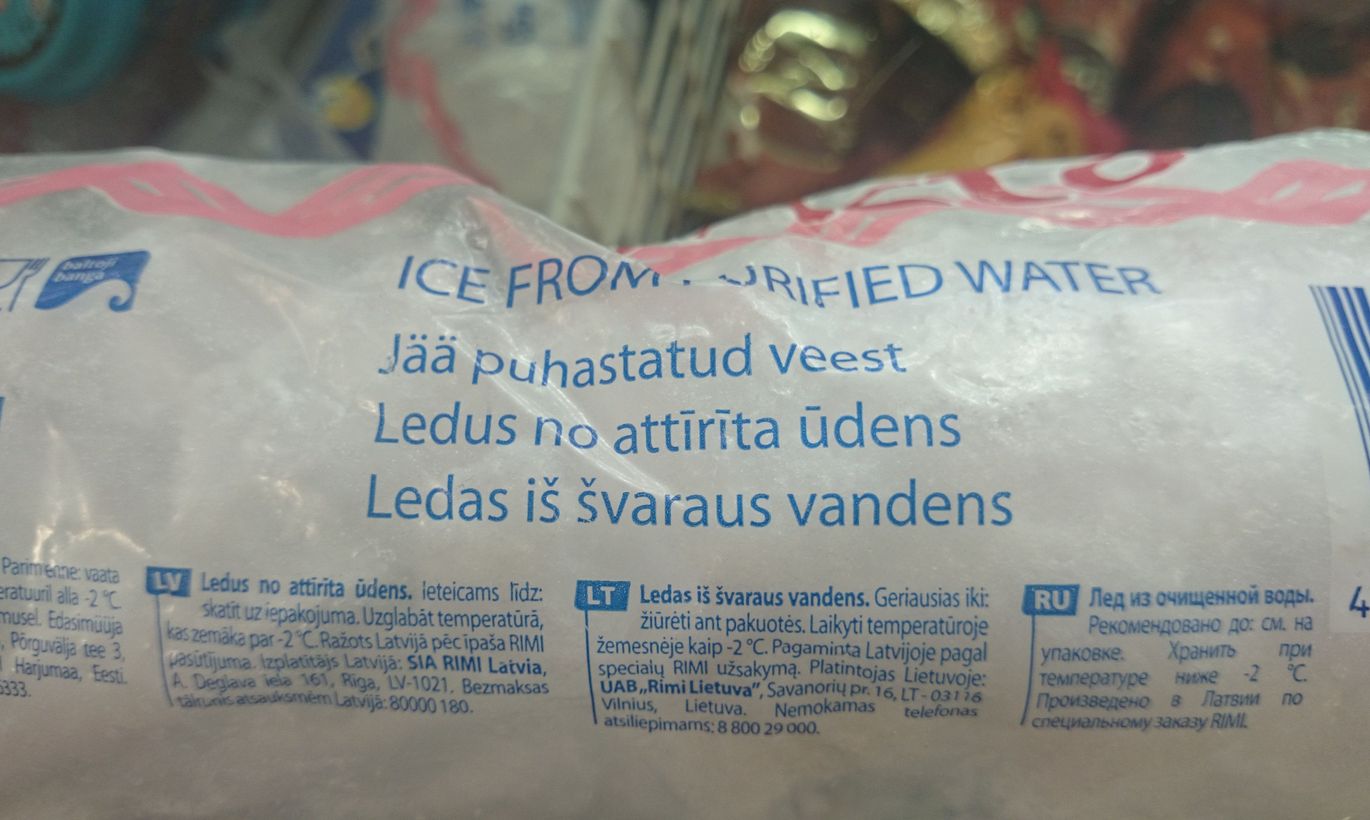 baltoji
banga
ICE FROM PURIFIED WATER
Jää puhastatud veest
Ledus no attīrīta ūdens
Ledas iš švaraus vandens
Parim enne: vaata
eratuuril alla -2 °C.
musel. Edasimüüja
, Põrguvälja tee 3,
Harjumaa, Eesti.
6333.
LV Ledus no attīrīta ūdens. Ieteicams līdz:
skatīt uz iepakojuma. Uzglabāt temperatūrā,
kas zemāka par -2 °C. Ražots Latvijā pēc īpaša RIMI
pasūtījuma. Izplatītājs Latvijā: SIA RIMI Latvia,
A. Deglava iela 161, Rīga, LV-1021. Bezmaksas
tālrunis atsauksmēm Latvijā: 80000 180.
LT Ledas iš švaraus vandens. Geriausias iki:
žiūrėti ant pakuotės. Laikyti temperatūroje
žemesnėje kaip -2 °C. Pagaminta Latvijoje pagal
specialų RIMI užsakymą. Platintojas Lietuvoje:
UAB „Rimi Lietuva”, Savanorių pr. 16, LT - 03116
Vilnius, Lietuva. Nemokamas telefonas
atsiliepimams: 8 800 29 000.
RU Лед из очищенной воды.
Рекомендовано до: см. на
упаковке. Хранить при
температуре ниже -2 °C.
Произведено в Латвии по
специальному заказу RIMI.
4